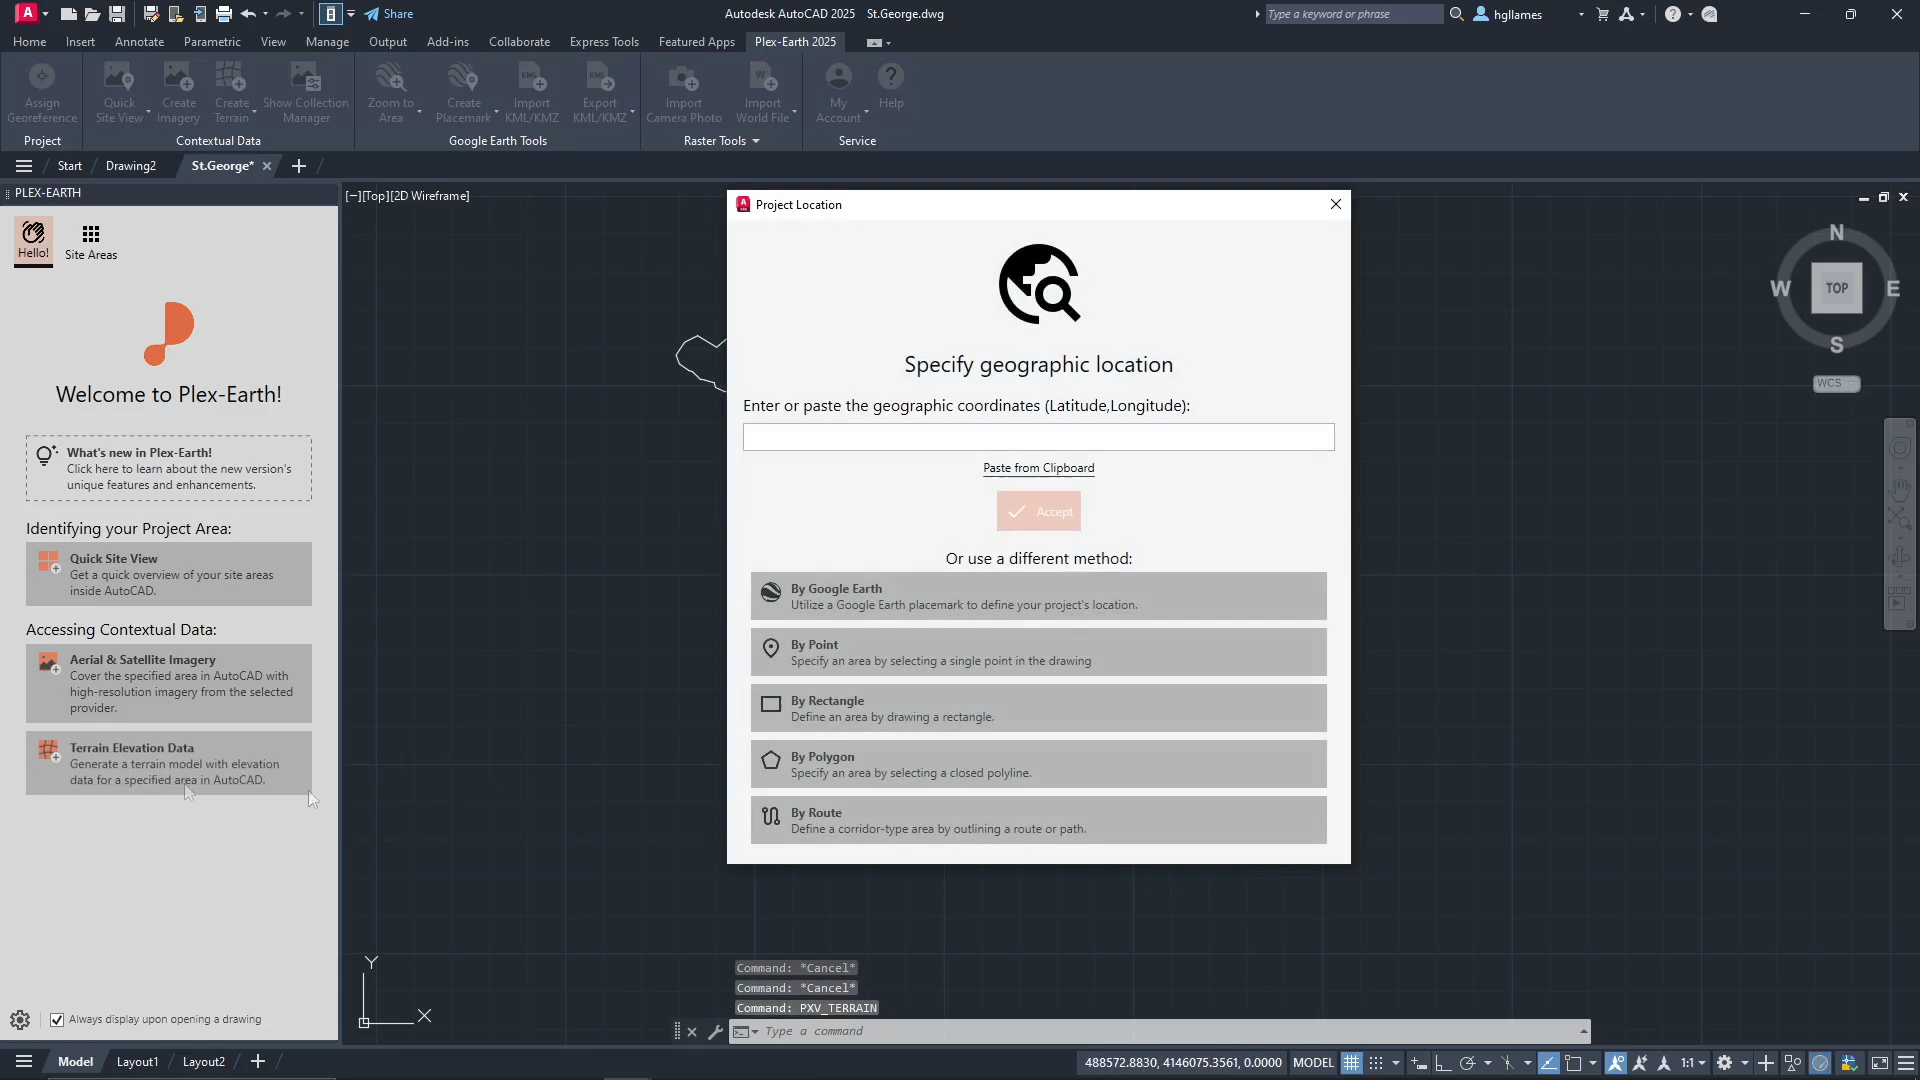 Share
Autodesk AutoCAD 2025 St.George.dwg
Type a keyword or phrase
hgllames
Home Insert Annotate Parametric View Manage Output Add-ins Collaborate Express Tools Featured Apps Plex-Earth 2025
Assign Georeference
Quick Site View
Create Imagery
Create Terrain
Show Collection Manager
Zoom to Area
Create Placemark
Import KML/KMZ
Export KML/KMZ
Import Camera Photo
Import World File
My Account
Help
Project
Contextual Data
Google Earth Tools
Raster Tools
Service
Start
Drawing2
St.George*
PLEX-EARTH
Hello!
Site Areas
Welcome to Plex-Earth!
What's new in Plex-Earth!
Click here to learn about the new version's
unique features and enhancements.
Identifying your Project Area:
Quick Site View
Get a quick overview of your site areas
inside AutoCAD.
Accessing Contextual Data:
Aerial & Satellite Imagery
Cover the specified area in AutoCAD with
high-resolution imagery from the selected
provider.
Terrain Elevation Data
Generate a terrain model with elevation
data for a specified area in AutoCAD.
Always display upon opening a drawing
[−][Top][2D Wireframe]
Project Location
Specify geographic location
Enter or paste the geographic coordinates (Latitude,Longitude):
Paste from Clipboard
Accept
Or use a different method:
By Google Earth
Utilize a Google Earth placemark to define your project's location.
By Point
Specify an area by selecting a single point in the drawing
By Rectangle
Define an area by drawing a rectangle.
By Polygon
Specify an area by selecting a closed polyline.
By Route
Define a corridor-type area by outlining a route or path.
N
W
TOP
E
S
WCS
Y
X
Command: *Cancel*
Command: *Cancel*
Command: PXV_TERRAIN
Type a command
Model
Layout1
Layout2
488572.8830, 4146075.3561, 0.0000
MODEL
1:1